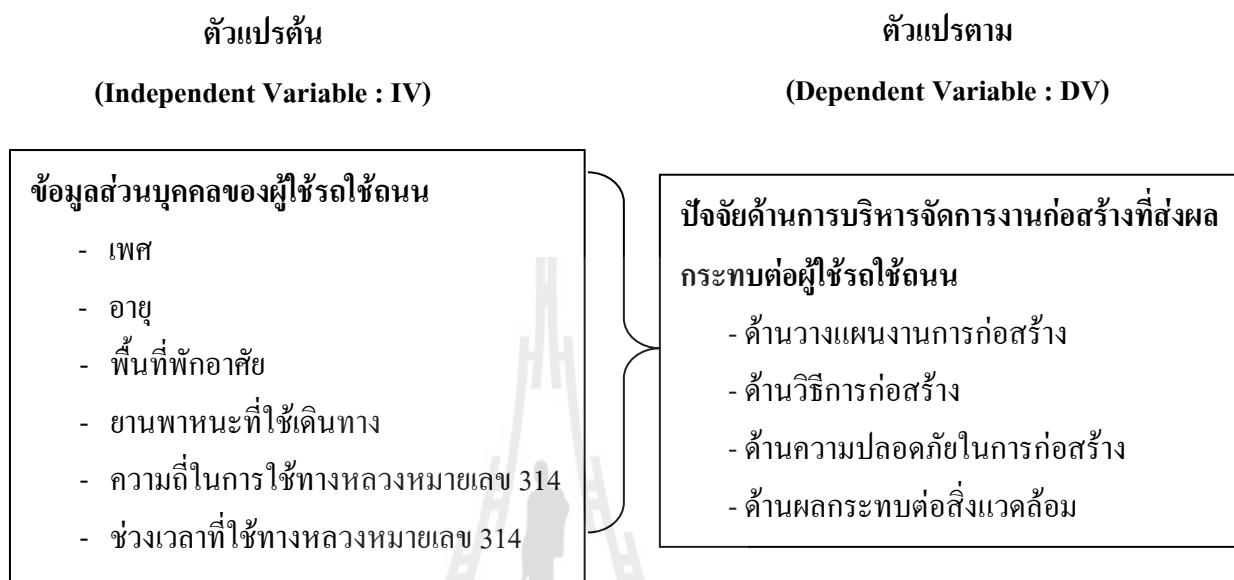 ตัวแปรต้น
(Independent Variable : IV)
ข้อมูลส่วนบุคคลของผู้ใช้รถใช้ถนน
- เพศ
- อายุ
- พื้นที่พักอาศัย
- ยานพาหนะที่ใช้เดินทาง
- ความถี่ในการใช้ทางหลวงหมายเลข 314
- ช่วงเวลาที่ใช้ทางหลวงหมายเลข 314
ตัวแปรตาม
(Dependent Variable : DV)
ปัจจัยด้านการบริหารจัดการงานก่อสร้างที่ส่งผล
กระทบต่อผู้ใช้รถใช้ถนน
- ด้านวางแผนงานการก่อสร้าง
- ด้านวิธีการก่อสร้าง
- ด้านความปลอดภัยในการก่อสร้าง
- ด้านผลกระทบต่อสิ่งแวดล้อม